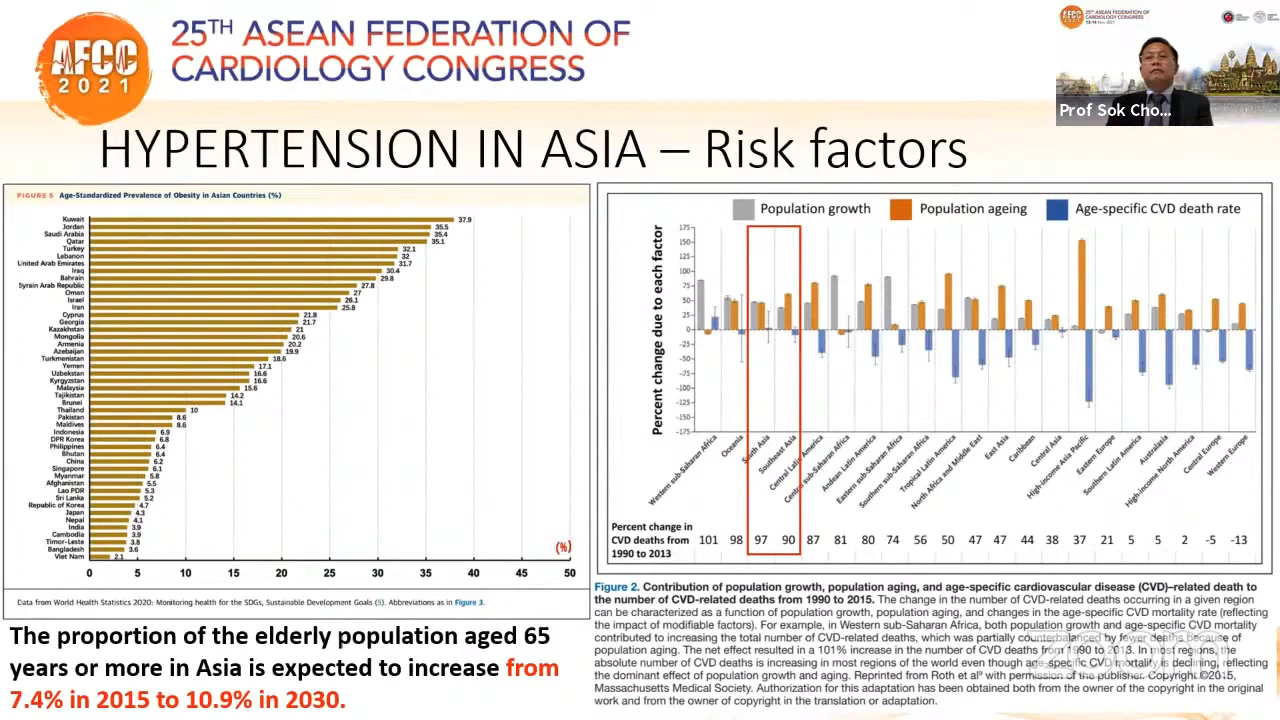 AFCC
2021
25TH ASEAN FEDERATION OF
CARDIOLOGY CONGRESS
AFCC
25TH ASEAN FEDERATION OF
CARDIOLOGY CONGRESS
Prof Sok Cho...
HYPERTENSION IN ASIA – Risk factors
FIGURE 5 Age-Standardized Prevalence of Obesity in Asian Countries (%)
Kuwait 37.9
Jordan 35.5
Saudi Arabia 35.4
Qatar 35.1
Turkey 32.1
Lebanon 32
United Arab Emirates 31.7
Iraq 30.4
Bahrain 29.8
Syrain Arab Republic 27.8
Oman 27
Israel 26.1
Iran 25.8
Cyprus 21.8
Georgia 21.7
Kazakhstan 21
Mongolia 20.6
Armenia 20.2
Azebaijan 19.9
Turkmenistan 18.6
Yemen 17.1
Uzbekistan 16.6
Kyrgyzstan 16.6
Malaysia 15.6
Tajikistan 14.2
Brunei 14.1
Thailand 10
Pakistan 8.6
Maldives 8.6
Indonesia 6.9
DPR Korea 6.8
Philippines 6.4
Bhutan 6.4
China 6.2
Singapore 6.1
Myanmar 5.8
Afghanistan 5.5
Lao PDR 5.3
Sri Lanka 5.2
Republic of Korea 4.7
Japan 4.3
Nepal 4.1
India 3.9
Cambodia 3.9
Timor-Leste 3.8
Bangladesh 3.6
Viet Nam 2.1
(%)
0 5 10 15 20 25 30 35 40 45 50
Data from World Health Statistics 2020: Monitoring health for the SDGs, Sustainable Development Goals (5). Abbreviations as in Figure 3.
The proportion of the elderly population aged 65
years or more in Asia is expected to increase from
7.4% in 2015 to 10.9% in 2030.
Population growth Population ageing Age-specific CVD death rate
Percent change due to each factor
175
150
125
100
75
50
25
0
-25
-50
-75
-100
-125
-150
-175
Western sub-Saharan Africa
Oceania
South Asia
Southeast Asia
Central Latin America
Central sub-Saharan Africa
Andean Latin America
Eastern sub-Saharan Africa
Southern sub-Saharan Africa
Tropical Latin America
North Africa and Middle East
East Asia
Caribbean
Central Asia
High-income Asia Pacific
Eastern Europe
Southern Latin America
Australasia
High-income North America
Central Europe
Western Europe
Percent change in
CVD deaths from
1990 to 2013
101 98 97 90 87 81 80 74 56 50 47 47 44 38 37 21 5 5 2 -5 -13
Figure 2. Contribution of population growth, population aging, and age-specific cardiovascular disease (CVD)–related death to
the number of CVD-related deaths from 1990 to 2015. The change in the number of CVD-related deaths occurring in a given region
can be characterized as a function of population growth, population aging, and changes in the age-specific CVD mortality rate (reflecting
the impact of modifiable factors). For example, in Western sub-Saharan Africa, both population growth and age-specific CVD mortality
contributed to increasing the total number of CVD-related deaths, which was partially counterbalanced by fewer deaths because of
population aging. The net effect resulted in a 101% increase in the number of CVD deaths from 1990 to 2013. In most regions, the
absolute number of CVD deaths is increasing in most regions of the world even though age-specific CVD mortality is declining, reflecting
the dominant effect of population growth and aging. Reprinted from Roth et al⁹ with permission of the publisher. Copyright ©2015,
Massachusetts Medical Society. Authorization for this adaptation has been obtained both from the owner of the copyright in the original
work and from the owner of copyright in the translation or adaptation.
zoom